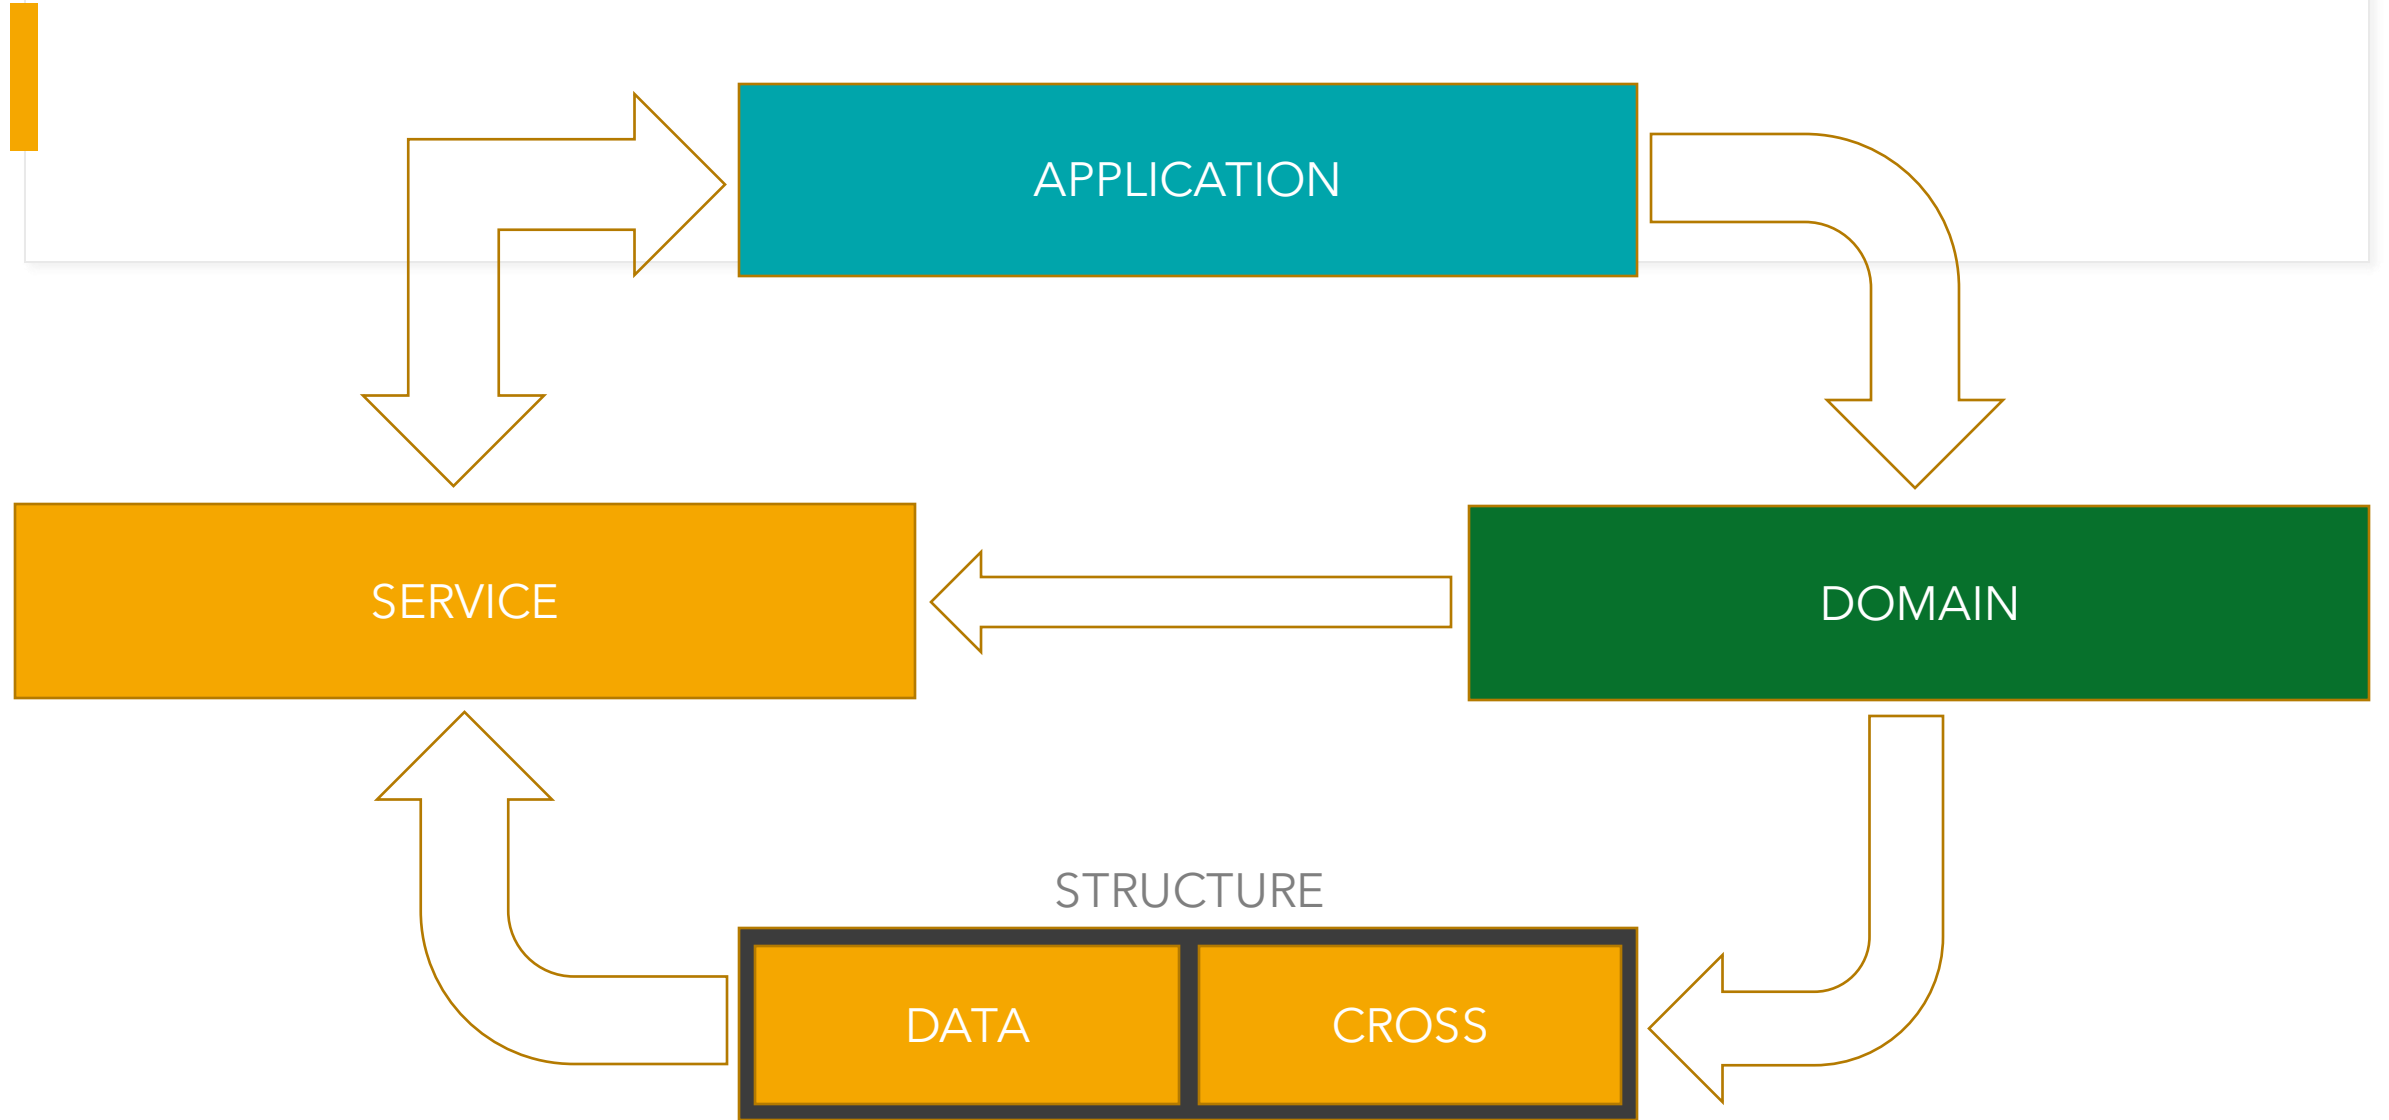 APPLICATION
SERVICE
DOMAIN
STRUCTURE
DATA
CROSS